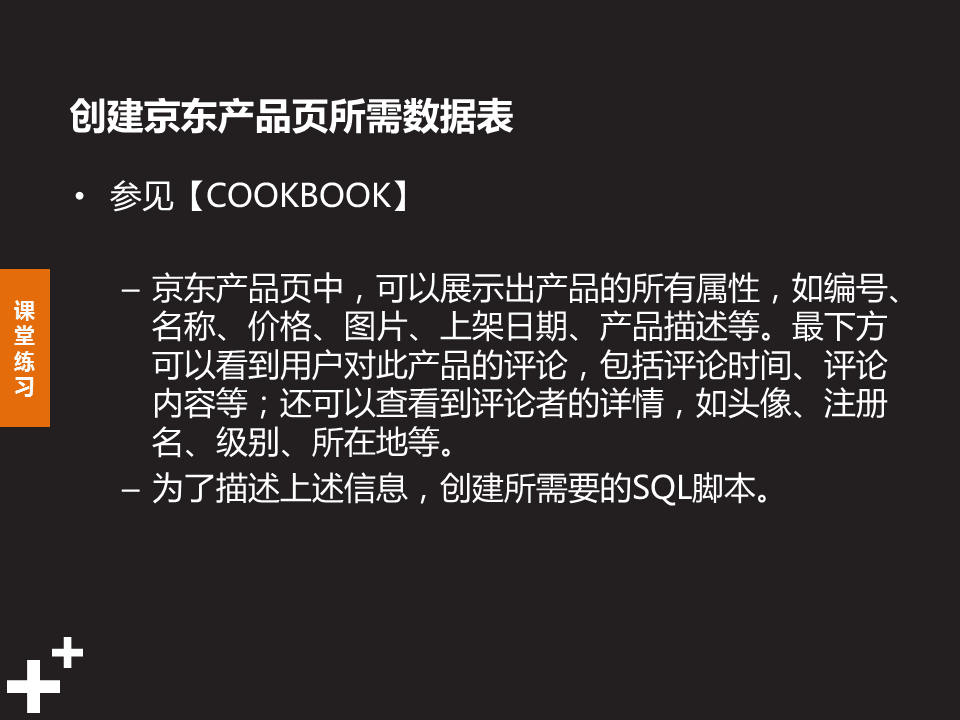 创建京东产品页所需数据表
• 参见【COOKBOOK】
– 京东产品页中，可以展示出产品的所有属性，如编号、
名称、价格、图片、上架日期、产品描述等。最下方
可以看到用户对此产品的评论，包括评论时间、评论
内容等；还可以查看到评论者的详情，如头像、注册
名、级别、所在地等。
– 为了描述上述信息，创建所需要的SQL脚本。
课
堂
练
习